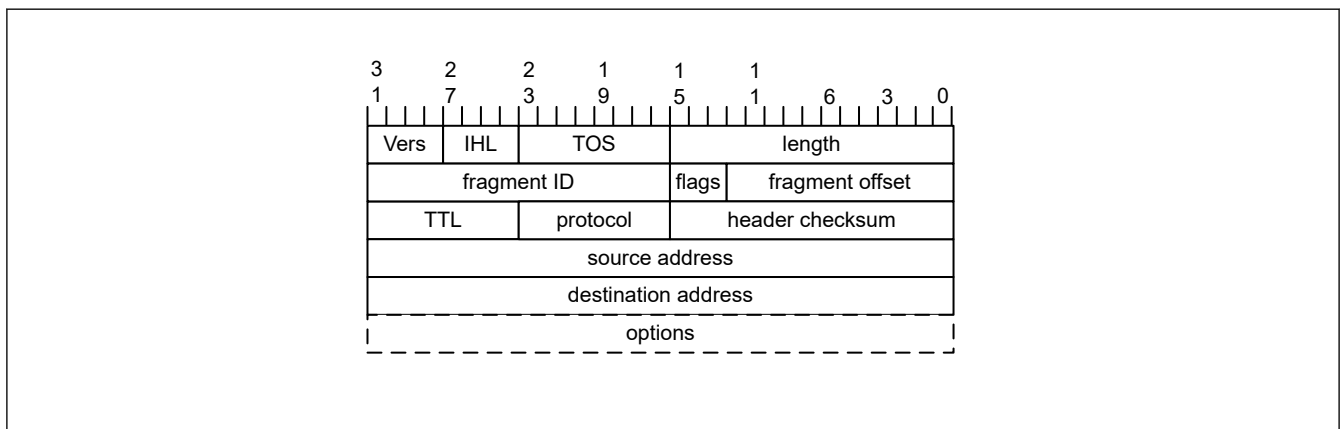 3 2 2 1 1 1
1 7 3 9 5 1 6 3 0
Vers IHL TOS length
fragment ID flags fragment offset
TTL protocol header checksum
source address
destination address
options